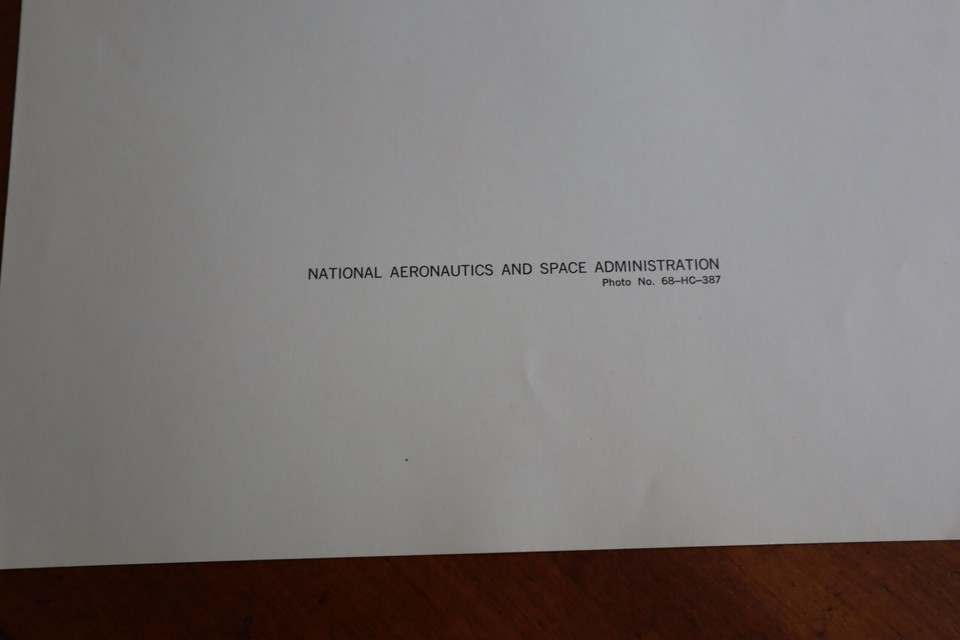 NATIONAL AERONAUTICS AND SPACE ADMINISTRATION
Photo No. 68–HC–387